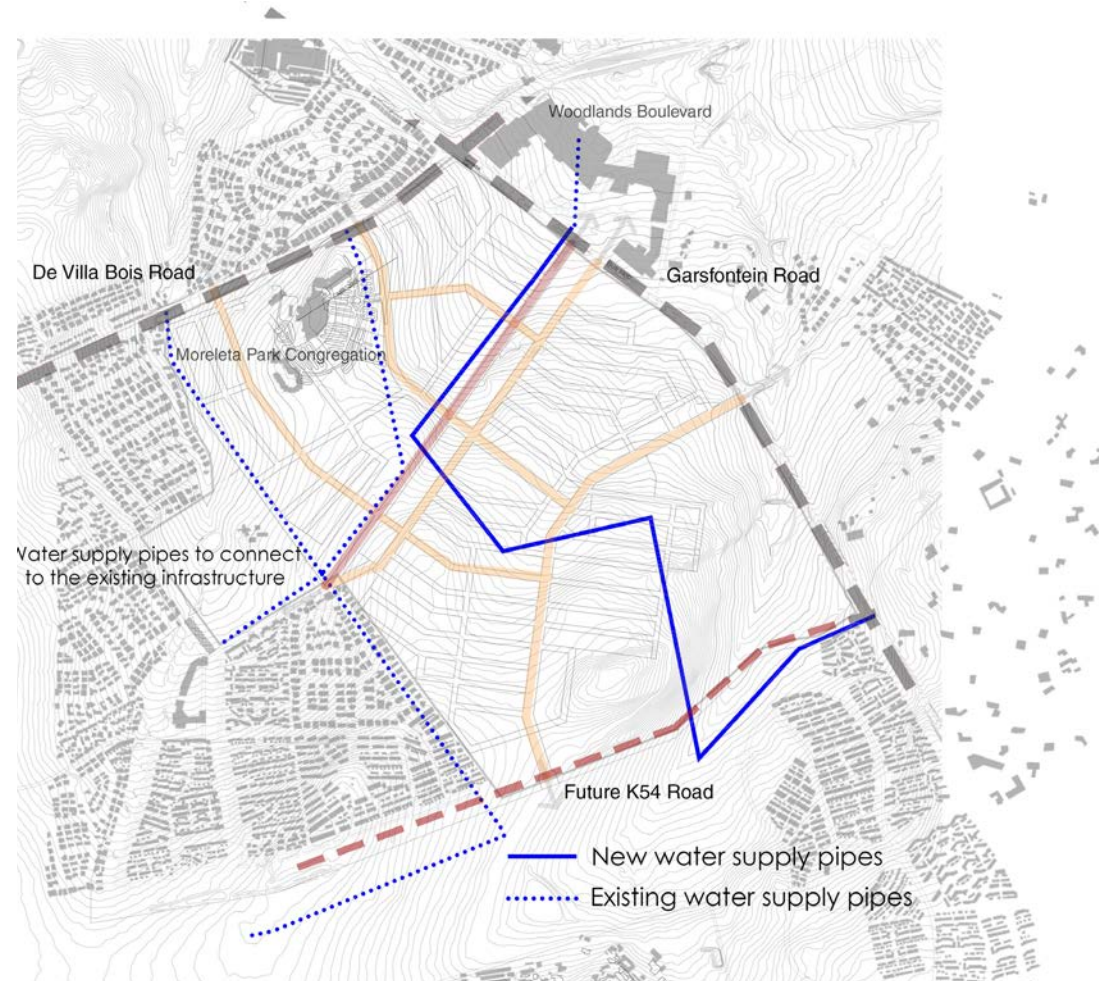 Woodlands Boulevard
De Villa Bois Road
Garsfontein Road
Moreleta Park Congregation
Water supply pipes to connect
to the existing infrastructure
Future K54 Road
New water supply pipes
Existing water supply pipes